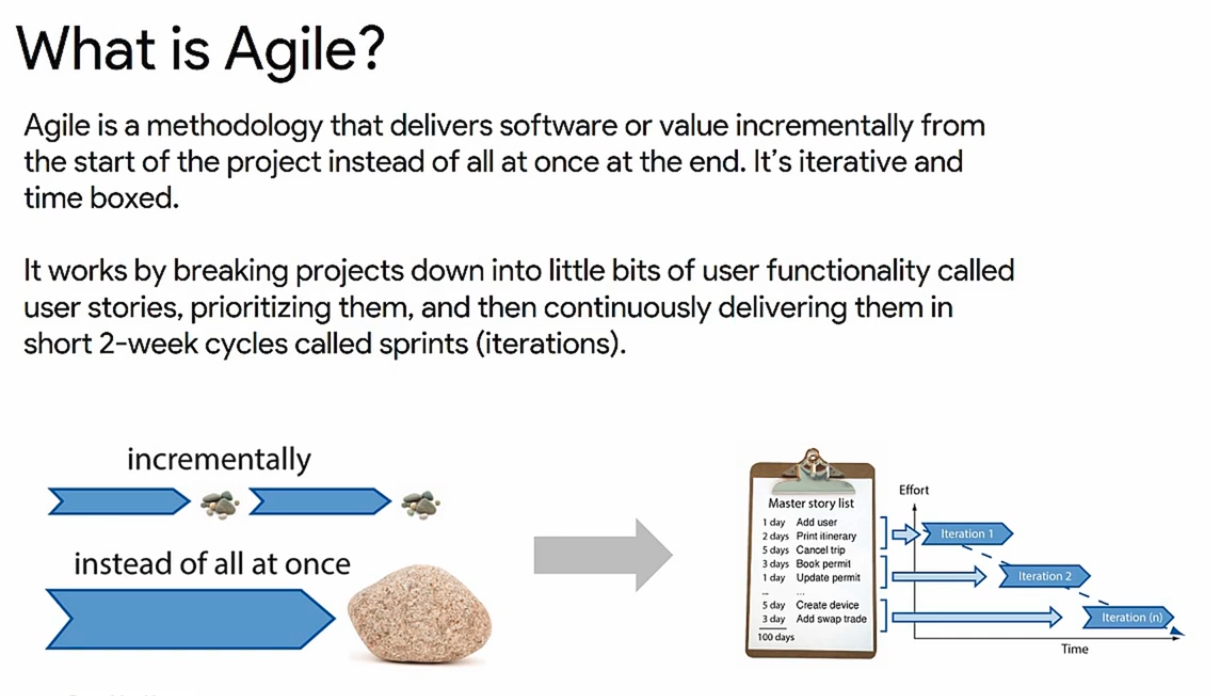 What is Agile?
Agile is a methodology that delivers software or value incrementally from
the start of the project instead of all at once at the end. It's iterative and
time boxed.
It works by breaking projects down into little bits of user functionality called
user stories, prioritizing them, and then continuously delivering them in
short 2-week cycles called sprints (iterations).
incrementally
instead of all at once
Master story list
1 day Add user
2 days Print itinerary
5 days Cancel trip
3 days Book permit
1 day Update permit
... ...
5 day Create device
3 day Add swap trade
100 days
Effort
Iteration 1
Iteration 2
Iteration (n)
Time